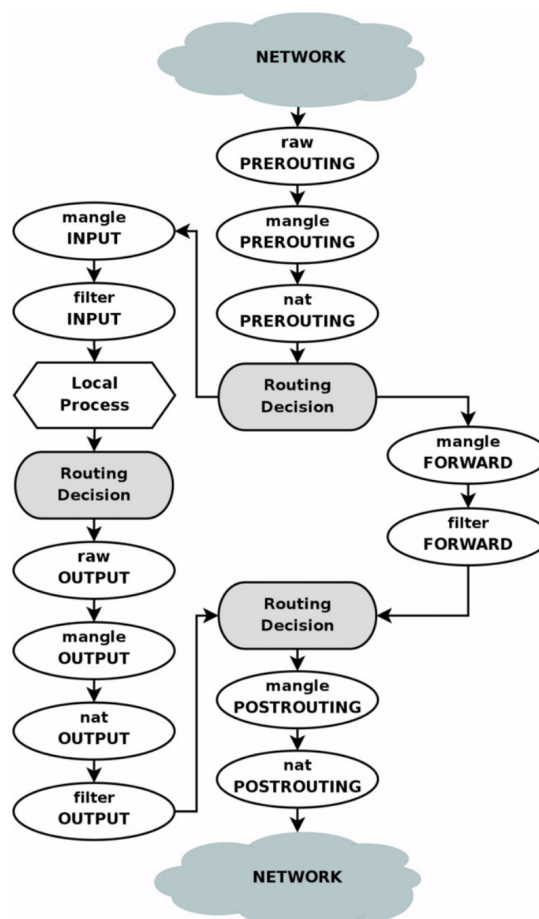 NETWORK
raw
PREROUTING
mangle
PREROUTING
nat
PREROUTING
Routing
Decision
mangle
INPUT
filter
INPUT
Local
Process
Routing
Decision
raw
OUTPUT
mangle
OUTPUT
nat
OUTPUT
filter
OUTPUT
mangle
FORWARD
filter
FORWARD
Routing
Decision
mangle
POSTROUTING
nat
POSTROUTING
NETWORK